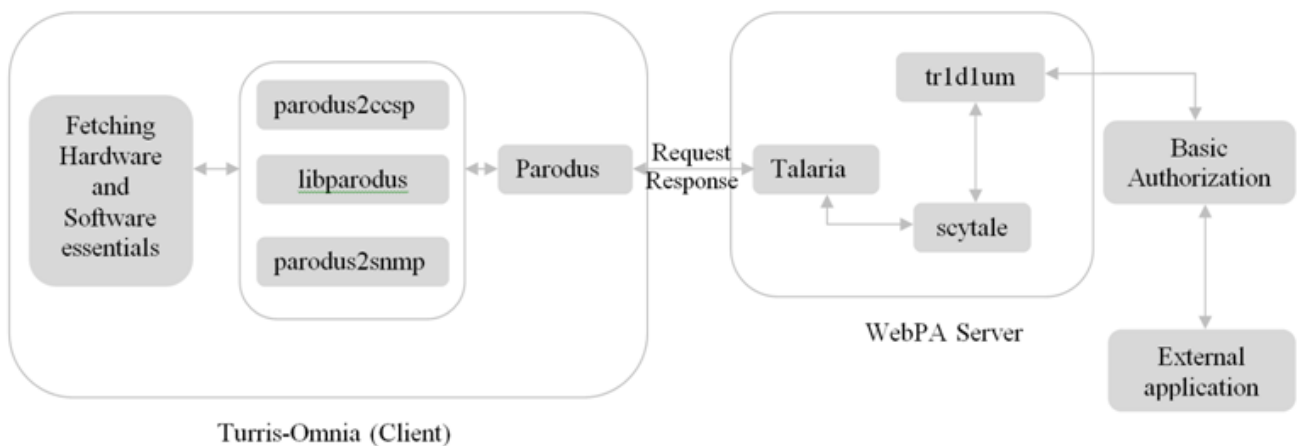 Fetching
Hardware
and
Software
essentials
parodus2ccsp
libparodus
parodus2snmp
Parodus
Request
Response
Talaria
tr1d1um
scytale
Basic
Authorization
External
application
WebPA Server
Turris-Omnia (Client)